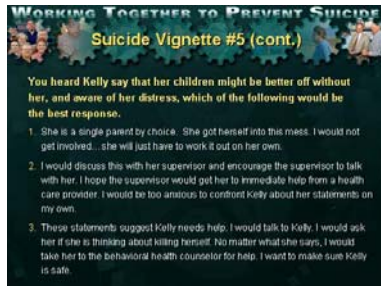 WORKING TOGETHER TO PREVENT SUICIDE
Suicide Vignette #5 (cont.)
You heard Kelly say that her children might be better off without
her, and aware of her distress, which of the following would be
the best response.
1. She is a single parent by choice. She got herself into this mess. I would not
get involved…she will just have to work it out on her own.
2. I would discuss this with her supervisor and encourage the supervisor to talk
with her. I hope the supervisor would get her to immediate help from a health
care provider. I would be too anxious to confront Kelly about her statements on
my own.
3. These statements suggest Kelly needs help. I would talk to Kelly. I would ask
her if she is thinking about killing herself. No matter what she says, I would
take her to the behavioral health counselor for help. I want to make sure Kelly
is safe.